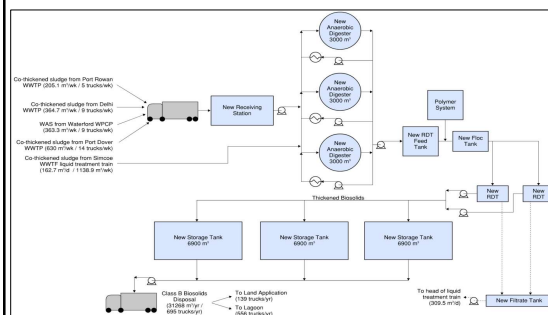 New
Anaerobic
Digester
3000 m³
Co-thickened sludge from Port Rowan
WWTP (205.1 m³/wk / 5 trucks/wk)
Co-thickened sludge from Delhi
WWTP (364.7 m³/wk / 9 trucks/wk)
WAS from Waterford WPCP
(363.3 m³/wk / 9 trucks/wk)
Co-thickened sludge from Port Dover
WWTP (630 m³/wk / 14 trucks/wk)
Co-thickened sludge from Simcoe
WWTF liquid treatment train
(162.7 m³/d / 1138.9 m³/wk)
New Receiving
Station
New
Anaerobic
Digester
3000 m³
New
Anaerobic
Digester
3000 m³
Polymer
System
New RDT
Feed
Tank
New Floc
Tank
New
RDT
New
RDT
Thickened Biosolids
New Storage Tank
6900 m³
New Storage Tank
6900 m³
New Storage Tank
6900 m³
Class B Biosolids
Disposal
(31268 m³/yr /
695 trucks/yr)
To Land Application
(139 trucks/yr)
To Lagoon
(556 trucks/yr)
To head of liquid
treatment train
(309.5 m³/d)
New Filtrate Tank